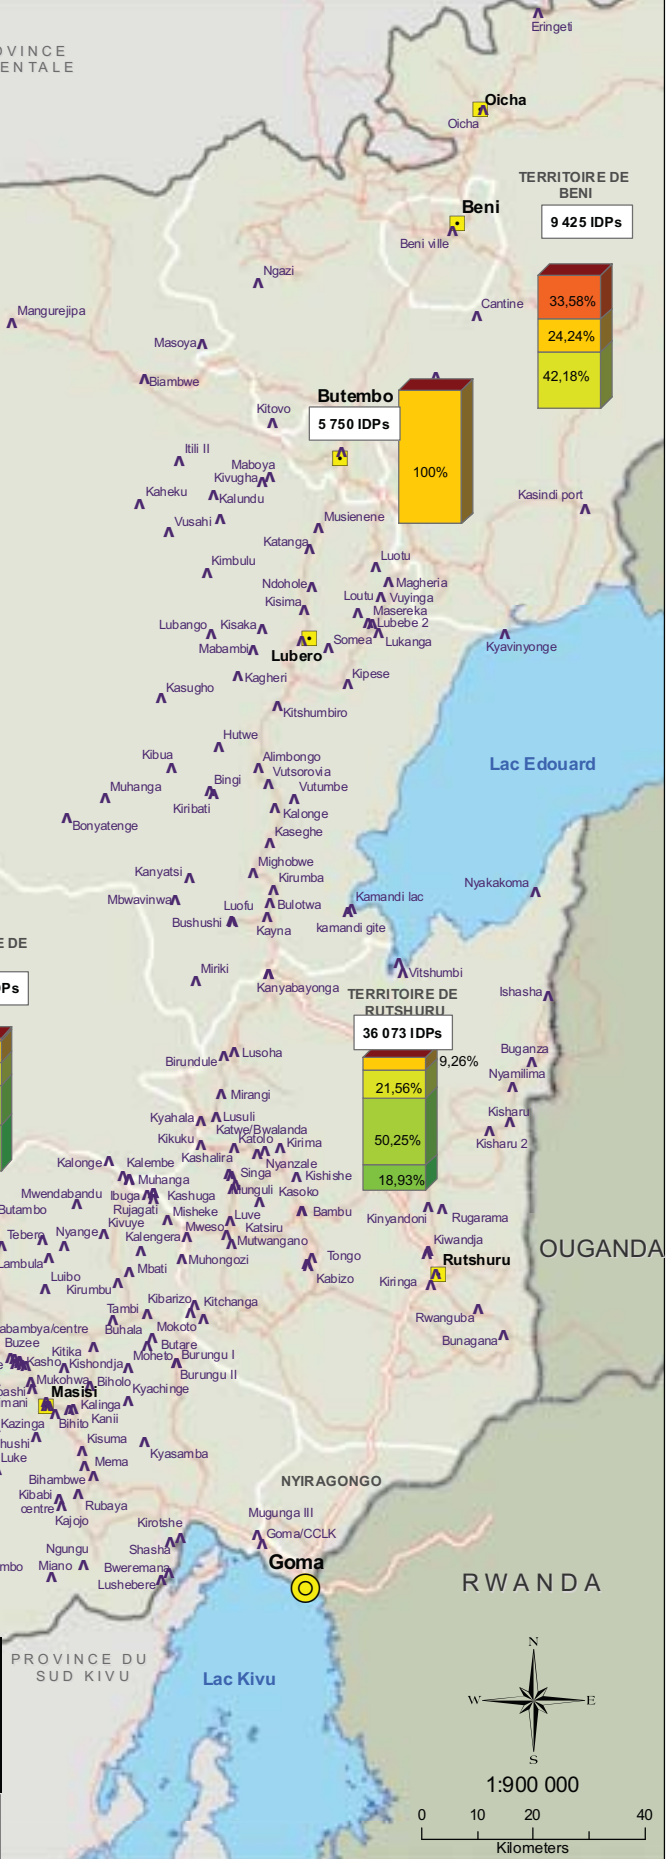 Eringeti
OVINCE
ENTALE
Oicha
Oicha
TERRITOIRE DE
BENI
Beni
9 425 IDPs
Beni ville
Ngazi
33,58%
Cantine
Mangurejipa
24,24%
Masoya
42,18%
Biambwe
Butembo
Kitovo
5 750 IDPs
Itili II
Maboya
100%
Kivugha
Kaheku
Kalundu
Kasindi port
Vusahi
Musienene
Katanga
Luotu
Kimbulu
Ndohole
Magheria
Loutu
Vuyinga
Kisima
Masereka
Lubango
Kisaka
Lubebe 2
Somea
Lukanga
Mabambi
Lubero
Kyavinyonge
Kagheri
Kipese
Kasugho
Kitshumbiro
Hutwe
Kibua
Alimbongo
Lac Edouard
Vutsorovia
Bingi
Muhanga
Vutumbe
Kiribati
Kalonge
Bonyatenge
Kaseghe
Mighobwe
Kanyatsi
Kirumba
Nyakakoma
Mbwavinwa
Kamandi lac
Luofu
Bulotwa
Bushushi
Kayna
kamandi gite
E DE
Miriki
Vitshumbi
DPs
Kanyabayonga
TERRITOIRE DE
RUTSHURU
Ishasha
36 073 IDPs
Birundule
Lusoha
Buganza
9,26%
Nyamilima
21,56%
Mirangi
Kyahala
Lusuli
Kisharu
Katwe/Bwalanda
Kikuku
Katolo
Kirima
50,25%
Kisharu 2
Kashalira
Kalonge
Kalembe
Nyanzale
Singa
Kishishe
Muhanga
18,93%
Mwendabandu
Ibuga
Kashuga
Munguli
Kasoko
Butambo
Rujagati
Misheke
Luve
Bambu
Kinyandoni
Rugarama
Kivuye
Tebero
Nyange
Mweso
Katsiru
Kiwandja
Kalengera
Mutwangano
OUGANDA
Lambula
Muhongozi
Tongo
Rutshuru
Luibo
Mbati
Kabizo
Kiringa
Kirumbu
Kibarizo
Kitchanga
Tambi
Rwanguba
abambya/centre
Buhala
Mokoto
Bunagana
Buzee
Kitika
Butare
Moheto
Burungu I
Kasho
Kishondja
Burungu II
Mukohwa
Biholo
bashi
Masisi
Kyachinge
imani
Kalinga
Kazinga
Bihito
Kanii
hushi
Kisuma
Luke
Mema
Kyasamba
Bihambwe
NYIRAGONGO
Kibabi
centre
Rubaya
Kajojo
Mugunga III
Kirotshe
Goma/CCLK
Ngungu
Shasha
Goma
mbo
Miano
Bweremana
Lushebere
RWANDA
PROVINCE DU
SUD KIVU
Lac Kivu
N
W
E
S
1:900 000
0 10 20 40
Kilometers